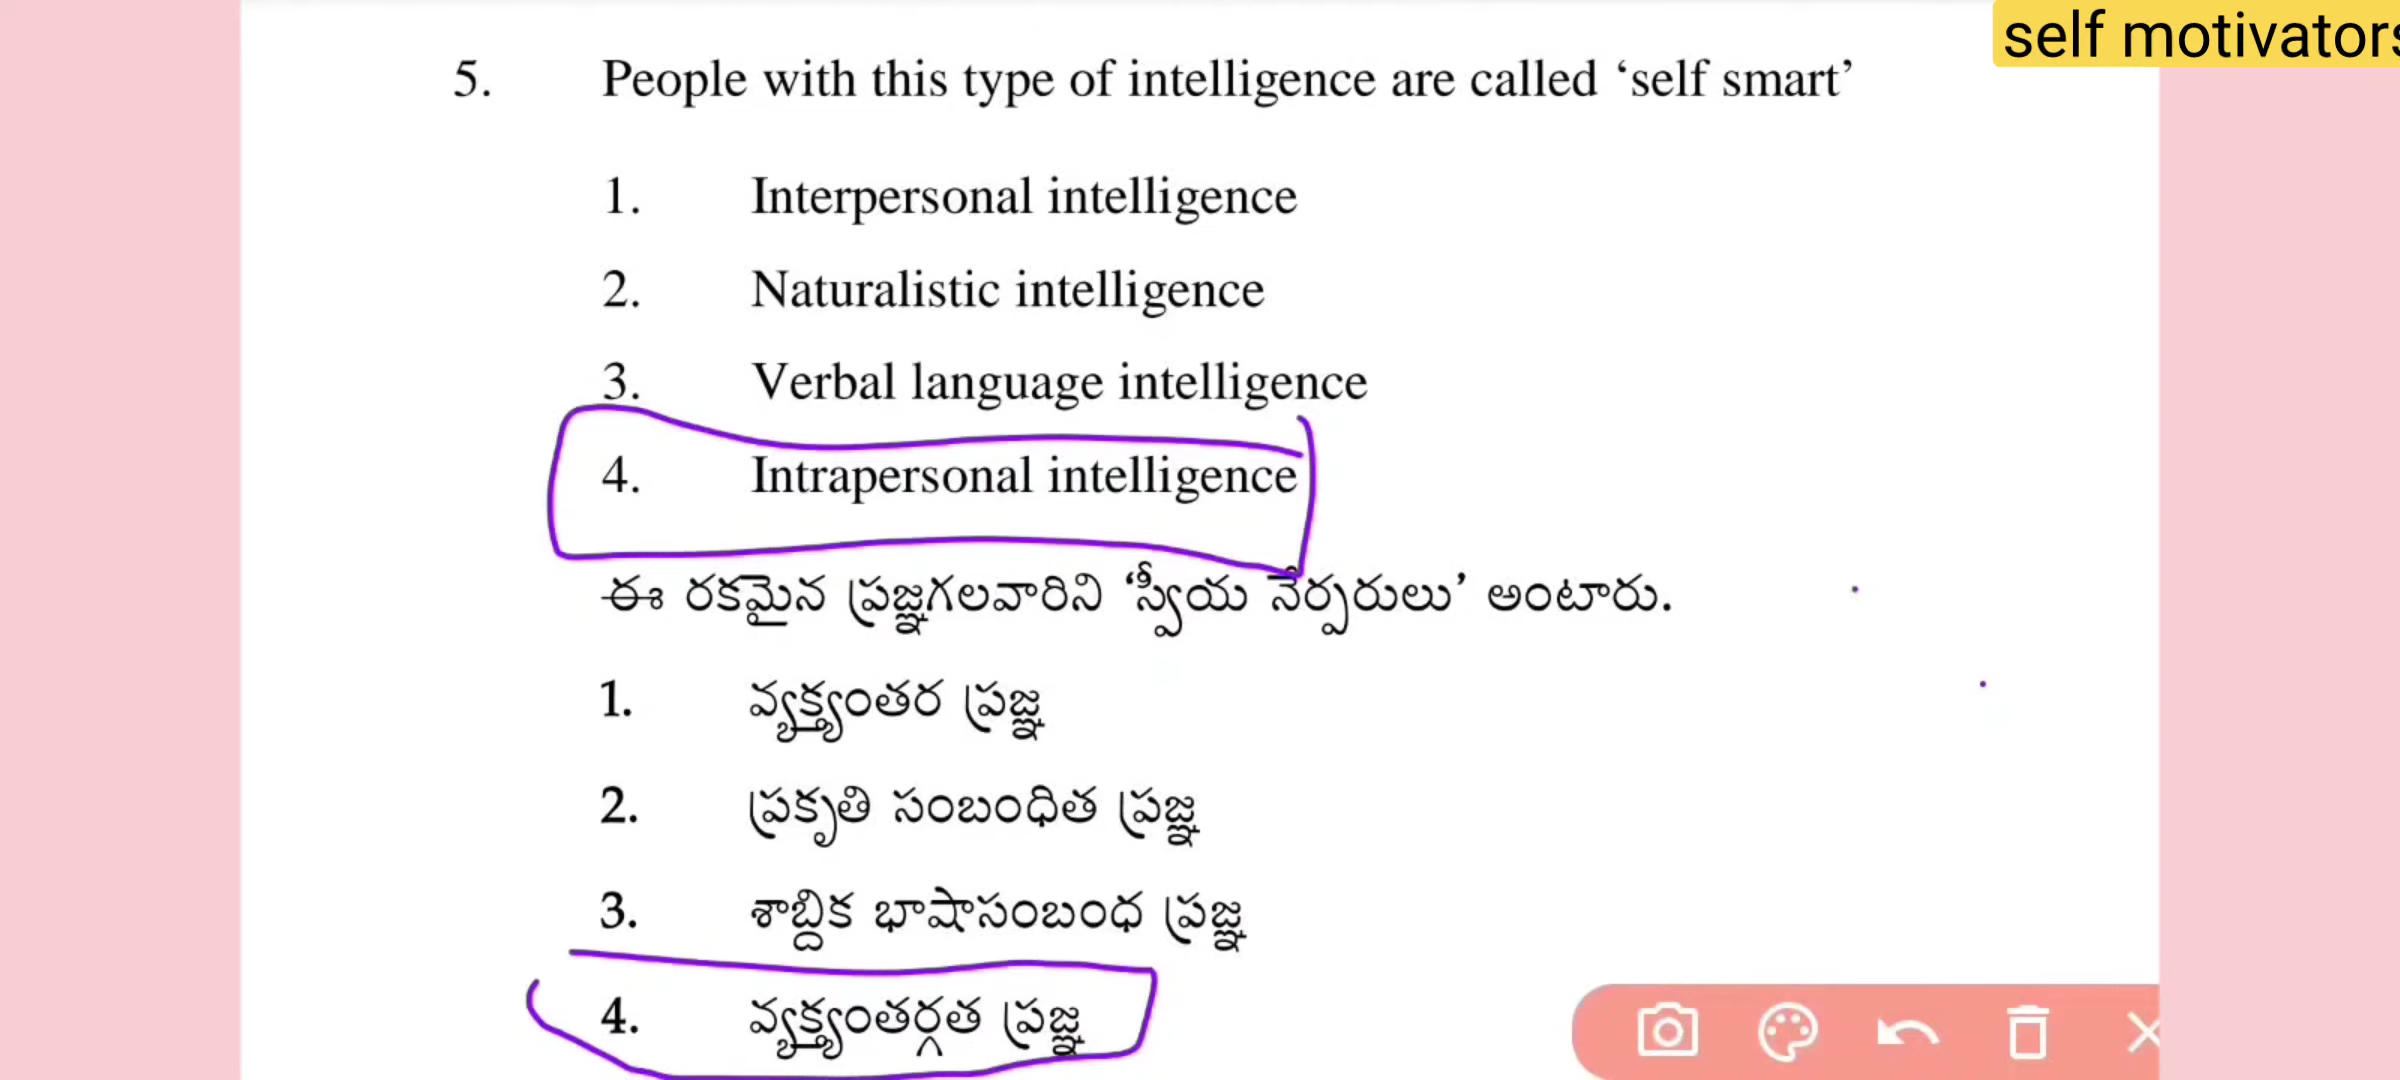 self motivators
5. People with this type of intelligence are called ‘self smart’
1. Interpersonal intelligence
2. Naturalistic intelligence
3. Verbal language intelligence
4. Intrapersonal intelligence
ఈ రకమైన ప్రజ్ఞగలవారిని ‘స్వీయ నేర్పరులు’ అంటారు.
1. వ్యక్త్యంతర ప్రజ్ఞ
2. ప్రకృతి సంబంధిత ప్రజ్ఞ
3. శాబ్దిక భాషాసంబంధ ప్రజ్ఞ
4. వ్యక్త్యంతర్గత ప్రజ్ఞ